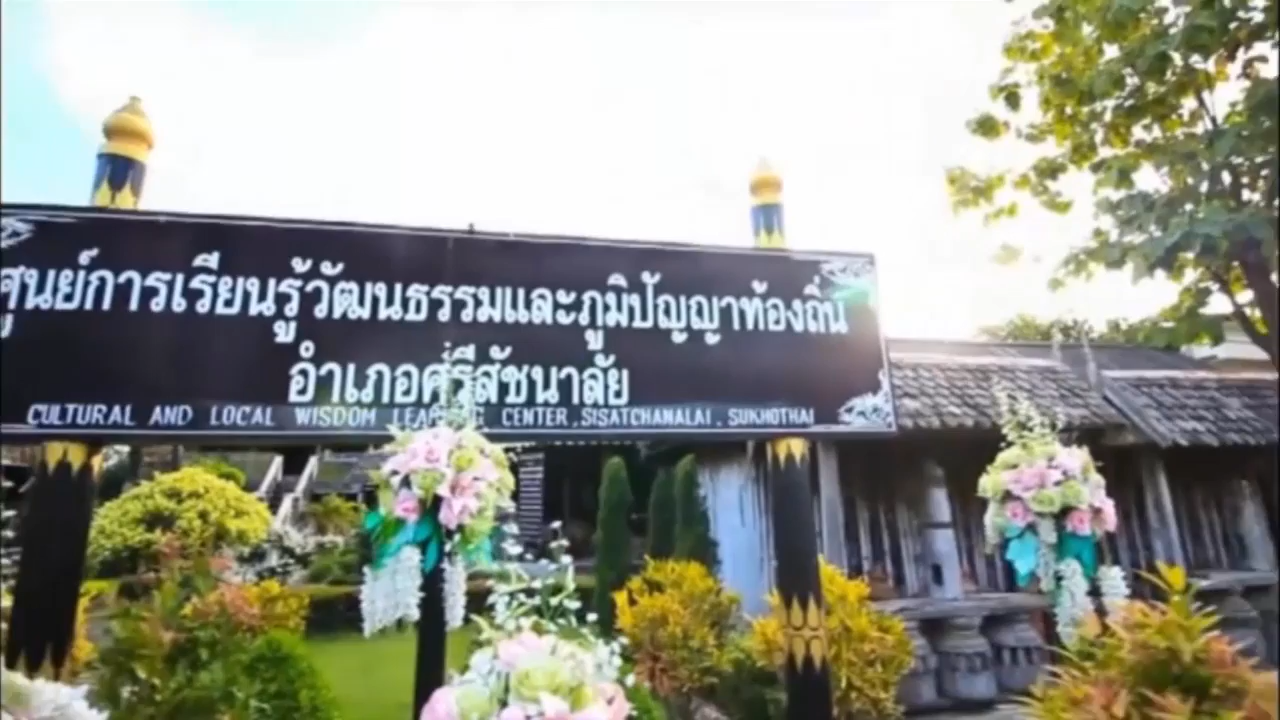 ศูนย์การเรียนรู้วัฒนธรรมและภูมิปัญญาท้องถิ่น
อำเภอศรีสัชนาลัย
CULTURAL AND LOCAL WISDOM LEARNING CENTER, SISATCHANALAI, SUKHOTHAI